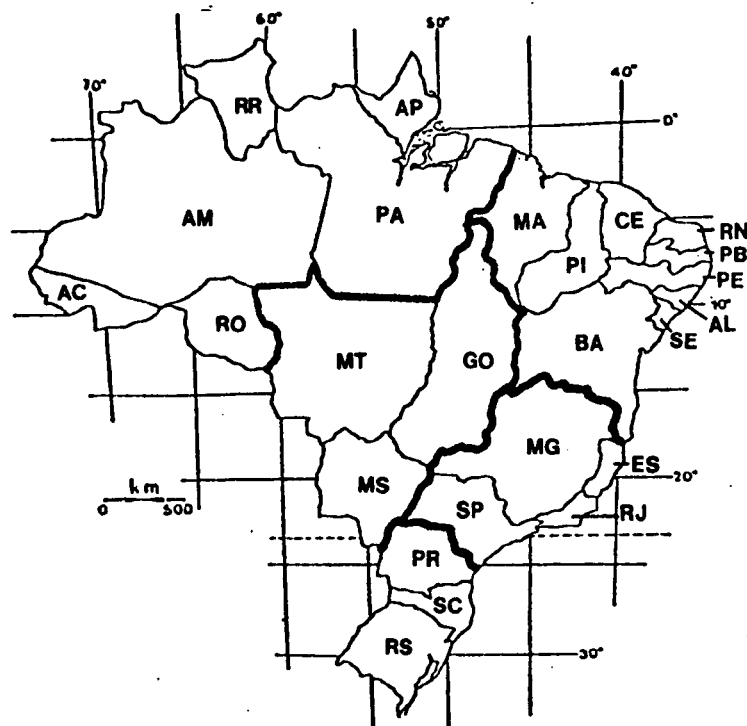 60°
50°
70°
40°
RR
AP
0°
AM
PA
MA
CE
RN
PI
PB
PE
AC
RO
10°
AL
SE
MT
GO
BA
MG
ES
20°
MS
km
0 500
SP
RJ
PR
SC
RS
30°